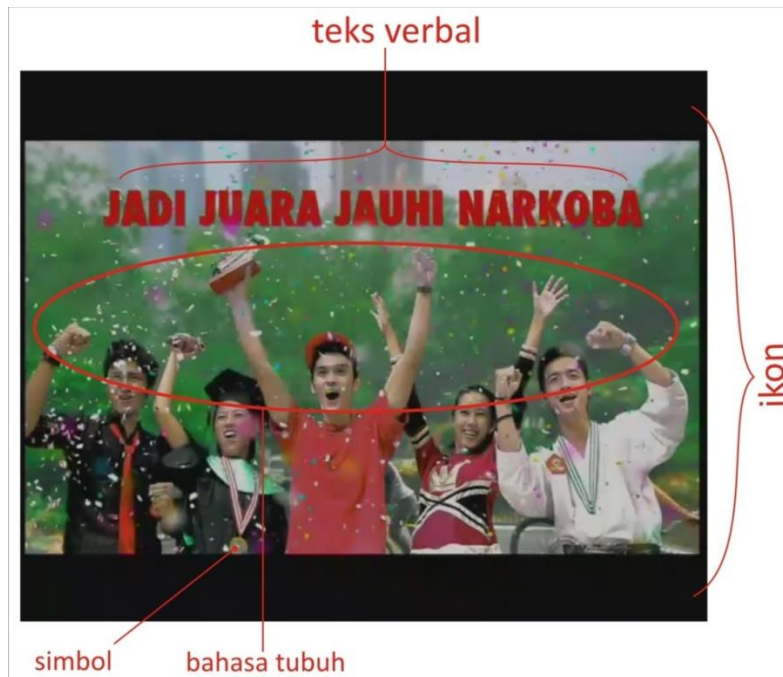 teks verbal
JADI JUARA JAUHI NARKOBA
ikon
simbol
bahasa tubuh